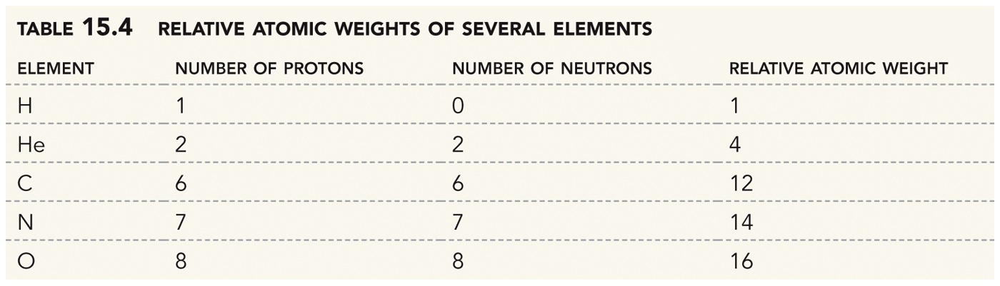 TABLE 15.4 RELATIVE ATOMIC WEIGHTS OF SEVERAL ELEMENTS
ELEMENT NUMBER OF PROTONS NUMBER OF NEUTRONS RELATIVE ATOMIC WEIGHT
H 1 0 1
He 2 2 4
C 6 6 12
N 7 7 14
O 8 8 16